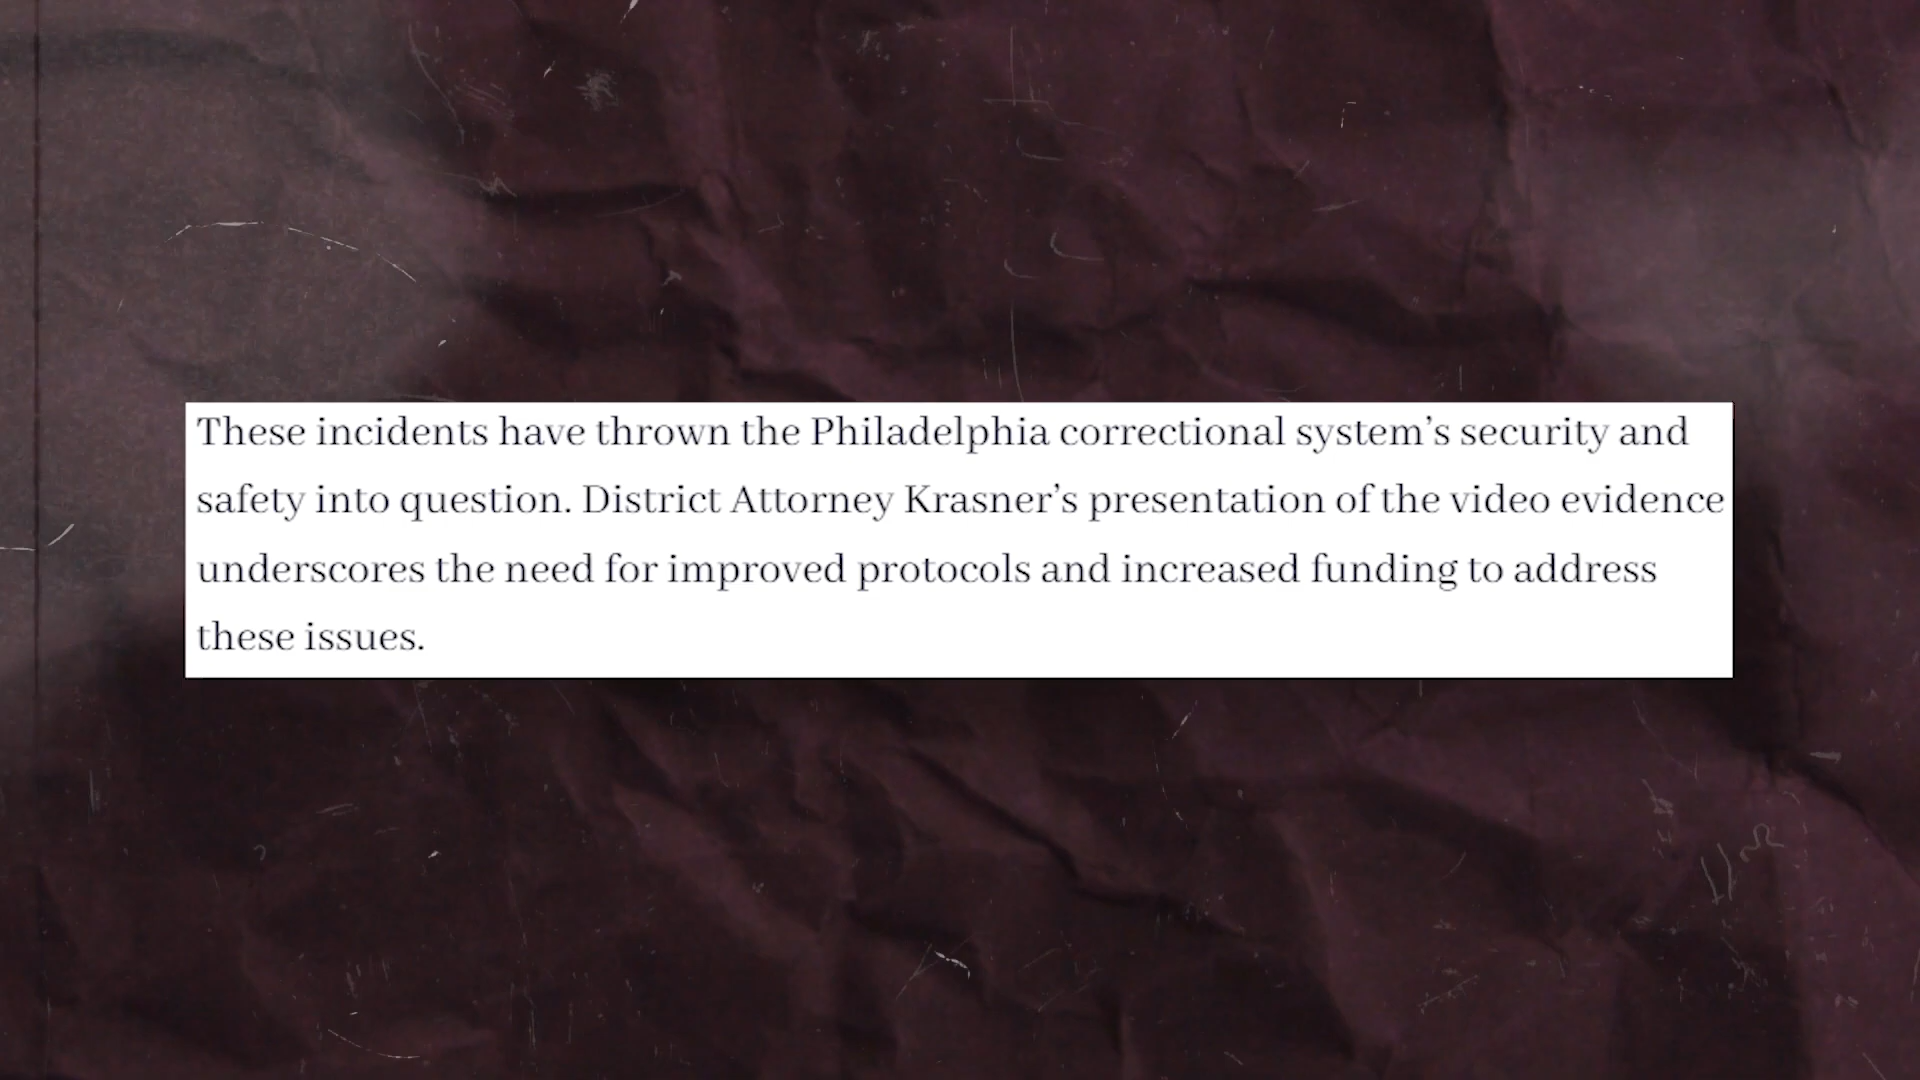 These incidents have thrown the Philadelphia correctional system’s security and
safety into question. District Attorney Krasner’s presentation of the video evidence
underscores the need for improved protocols and increased funding to address
these issues.